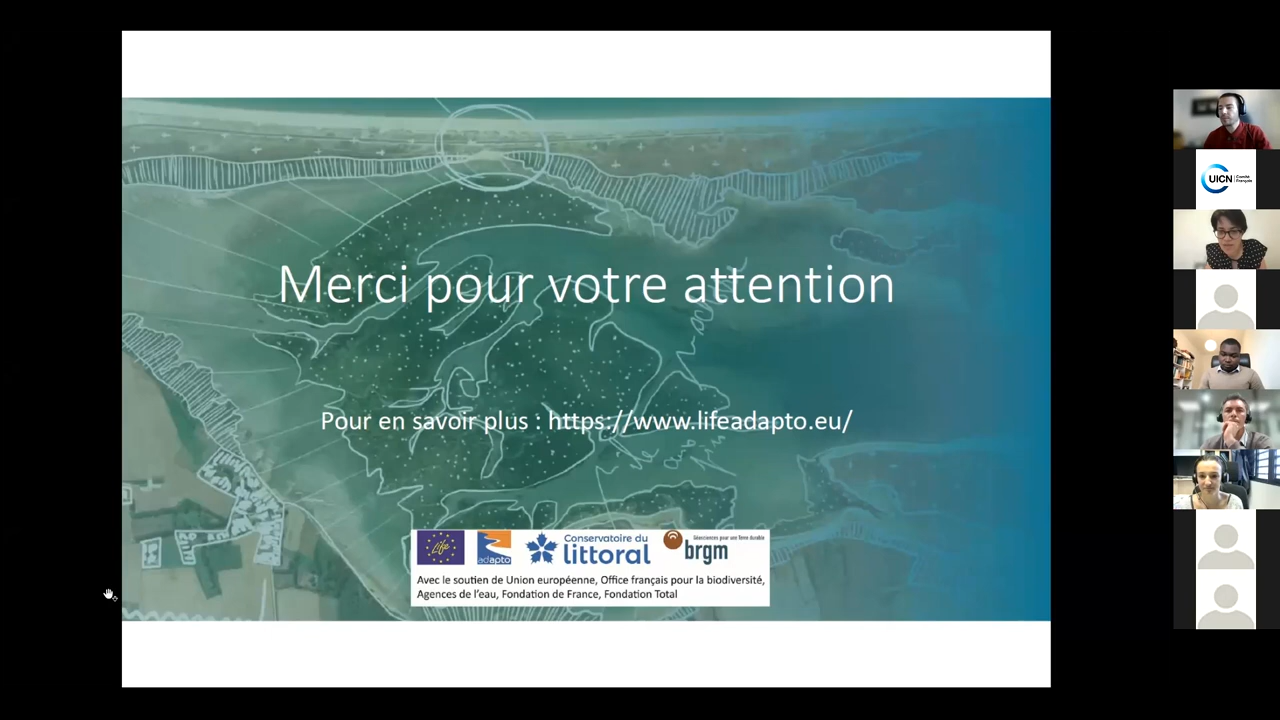 Merci pour votre attention
Pour en savoir plus : https://www.lifeadapto.eu/
Life
adapto
Conservatoire du
littoral
Géosciences pour une Terre durable
brgm
Avec le soutien de Union européenne, Office français pour la biodiversité,
Agences de l'eau, Fondation de France, Fondation Total
UICN
Comité
Français